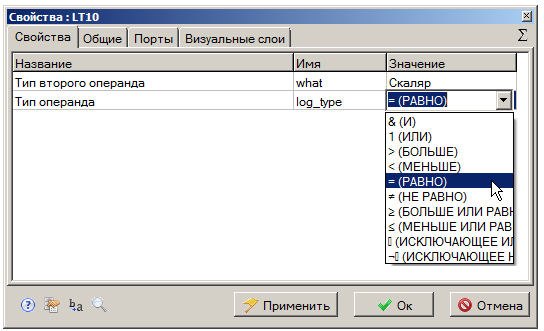 Свойства : LT10
Свойства Общие Порты Визуальные слои Σ
Название Имя Значение
Тип второго операнда what Скаляр
Тип операнда log_type = (РАВНО)
& (И)
1 (ИЛИ)
> (БОЛЬШЕ)
< (МЕНЬШЕ)
= (РАВНО)
≠ (НЕ РАВНО)
≥ (БОЛЬШЕ ИЛИ РАВН
≤ (МЕНЬШЕ ИЛИ РАВ
▯ (ИСКЛЮЧАЮЩЕЕ ИЛ
¬▯ (ИСКЛЮЧАЮЩЕЕ Н
Применить Ок Отмена